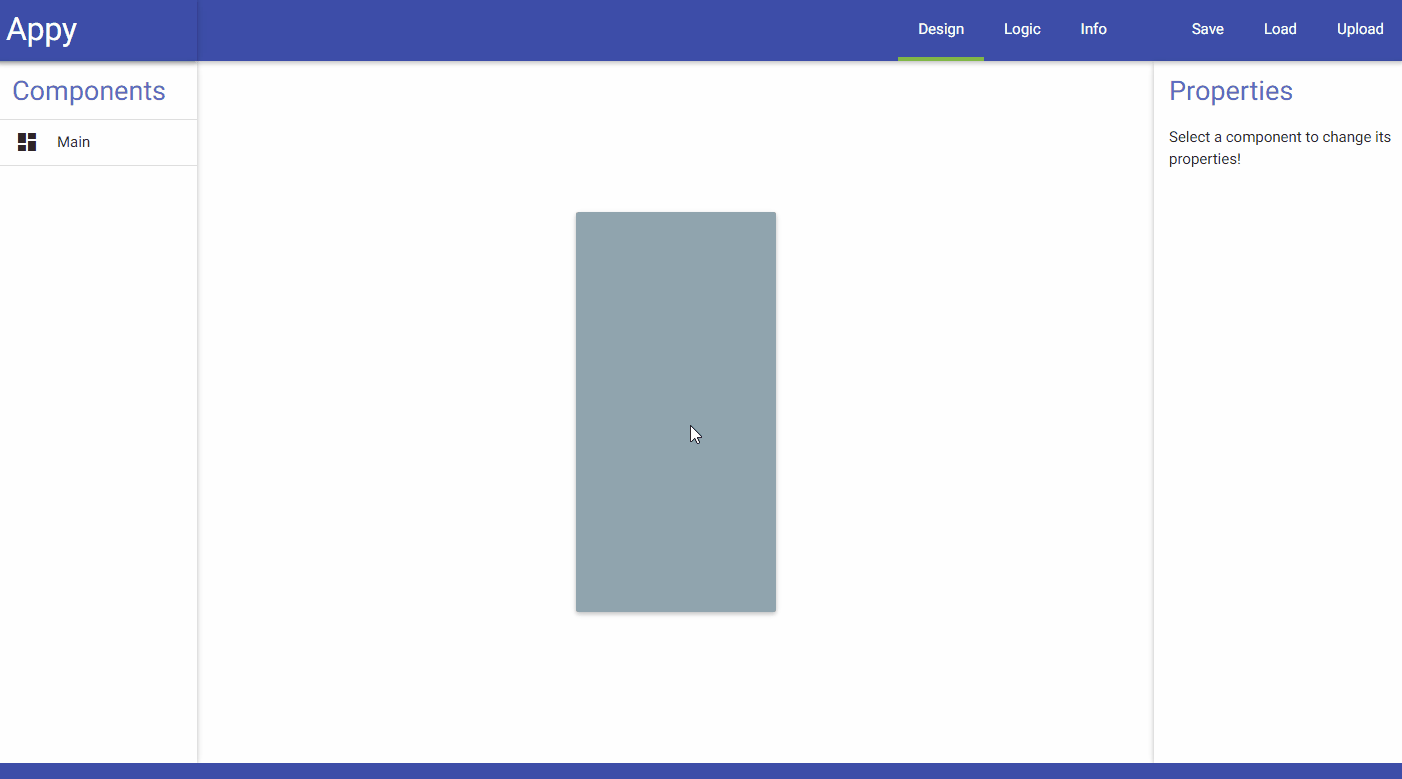 Appy
Design
Logic
Info
Save
Load
Upload
Components
Main
Properties
Select a component to change its
properties!